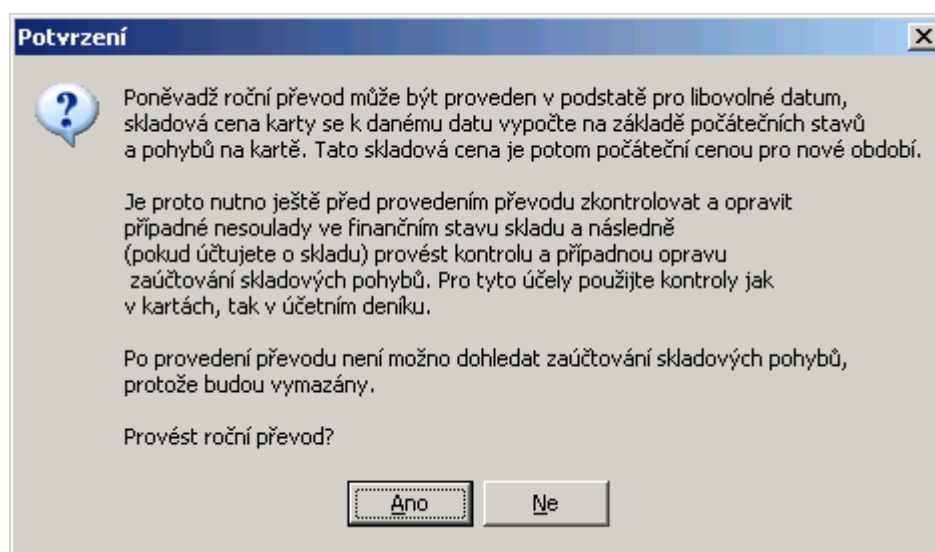 Potvrzení
Poněvadž roční převod může být proveden v podstatě pro libovolné datum,
skladová cena karty se k danému datu vypočte na základě počátečních stavů
a pohybů na kartě. Tato skladová cena je potom počáteční cenou pro nové období.
Je proto nutno ještě před provedením převodu zkontrolovat a opravit
případné nesoulady ve finančním stavu skladu a následně
(pokud účtujete o skladu) provést kontrolu a případnou opravu
zaúčtování skladových pohybů. Pro tyto účely použijte kontroly jak
v kartách, tak v účetním deníku.
Po provedení převodu není možno dohledat zaúčtování skladových pohybů,
protože budou vymazány.
Provést roční převod?
Ano Ne